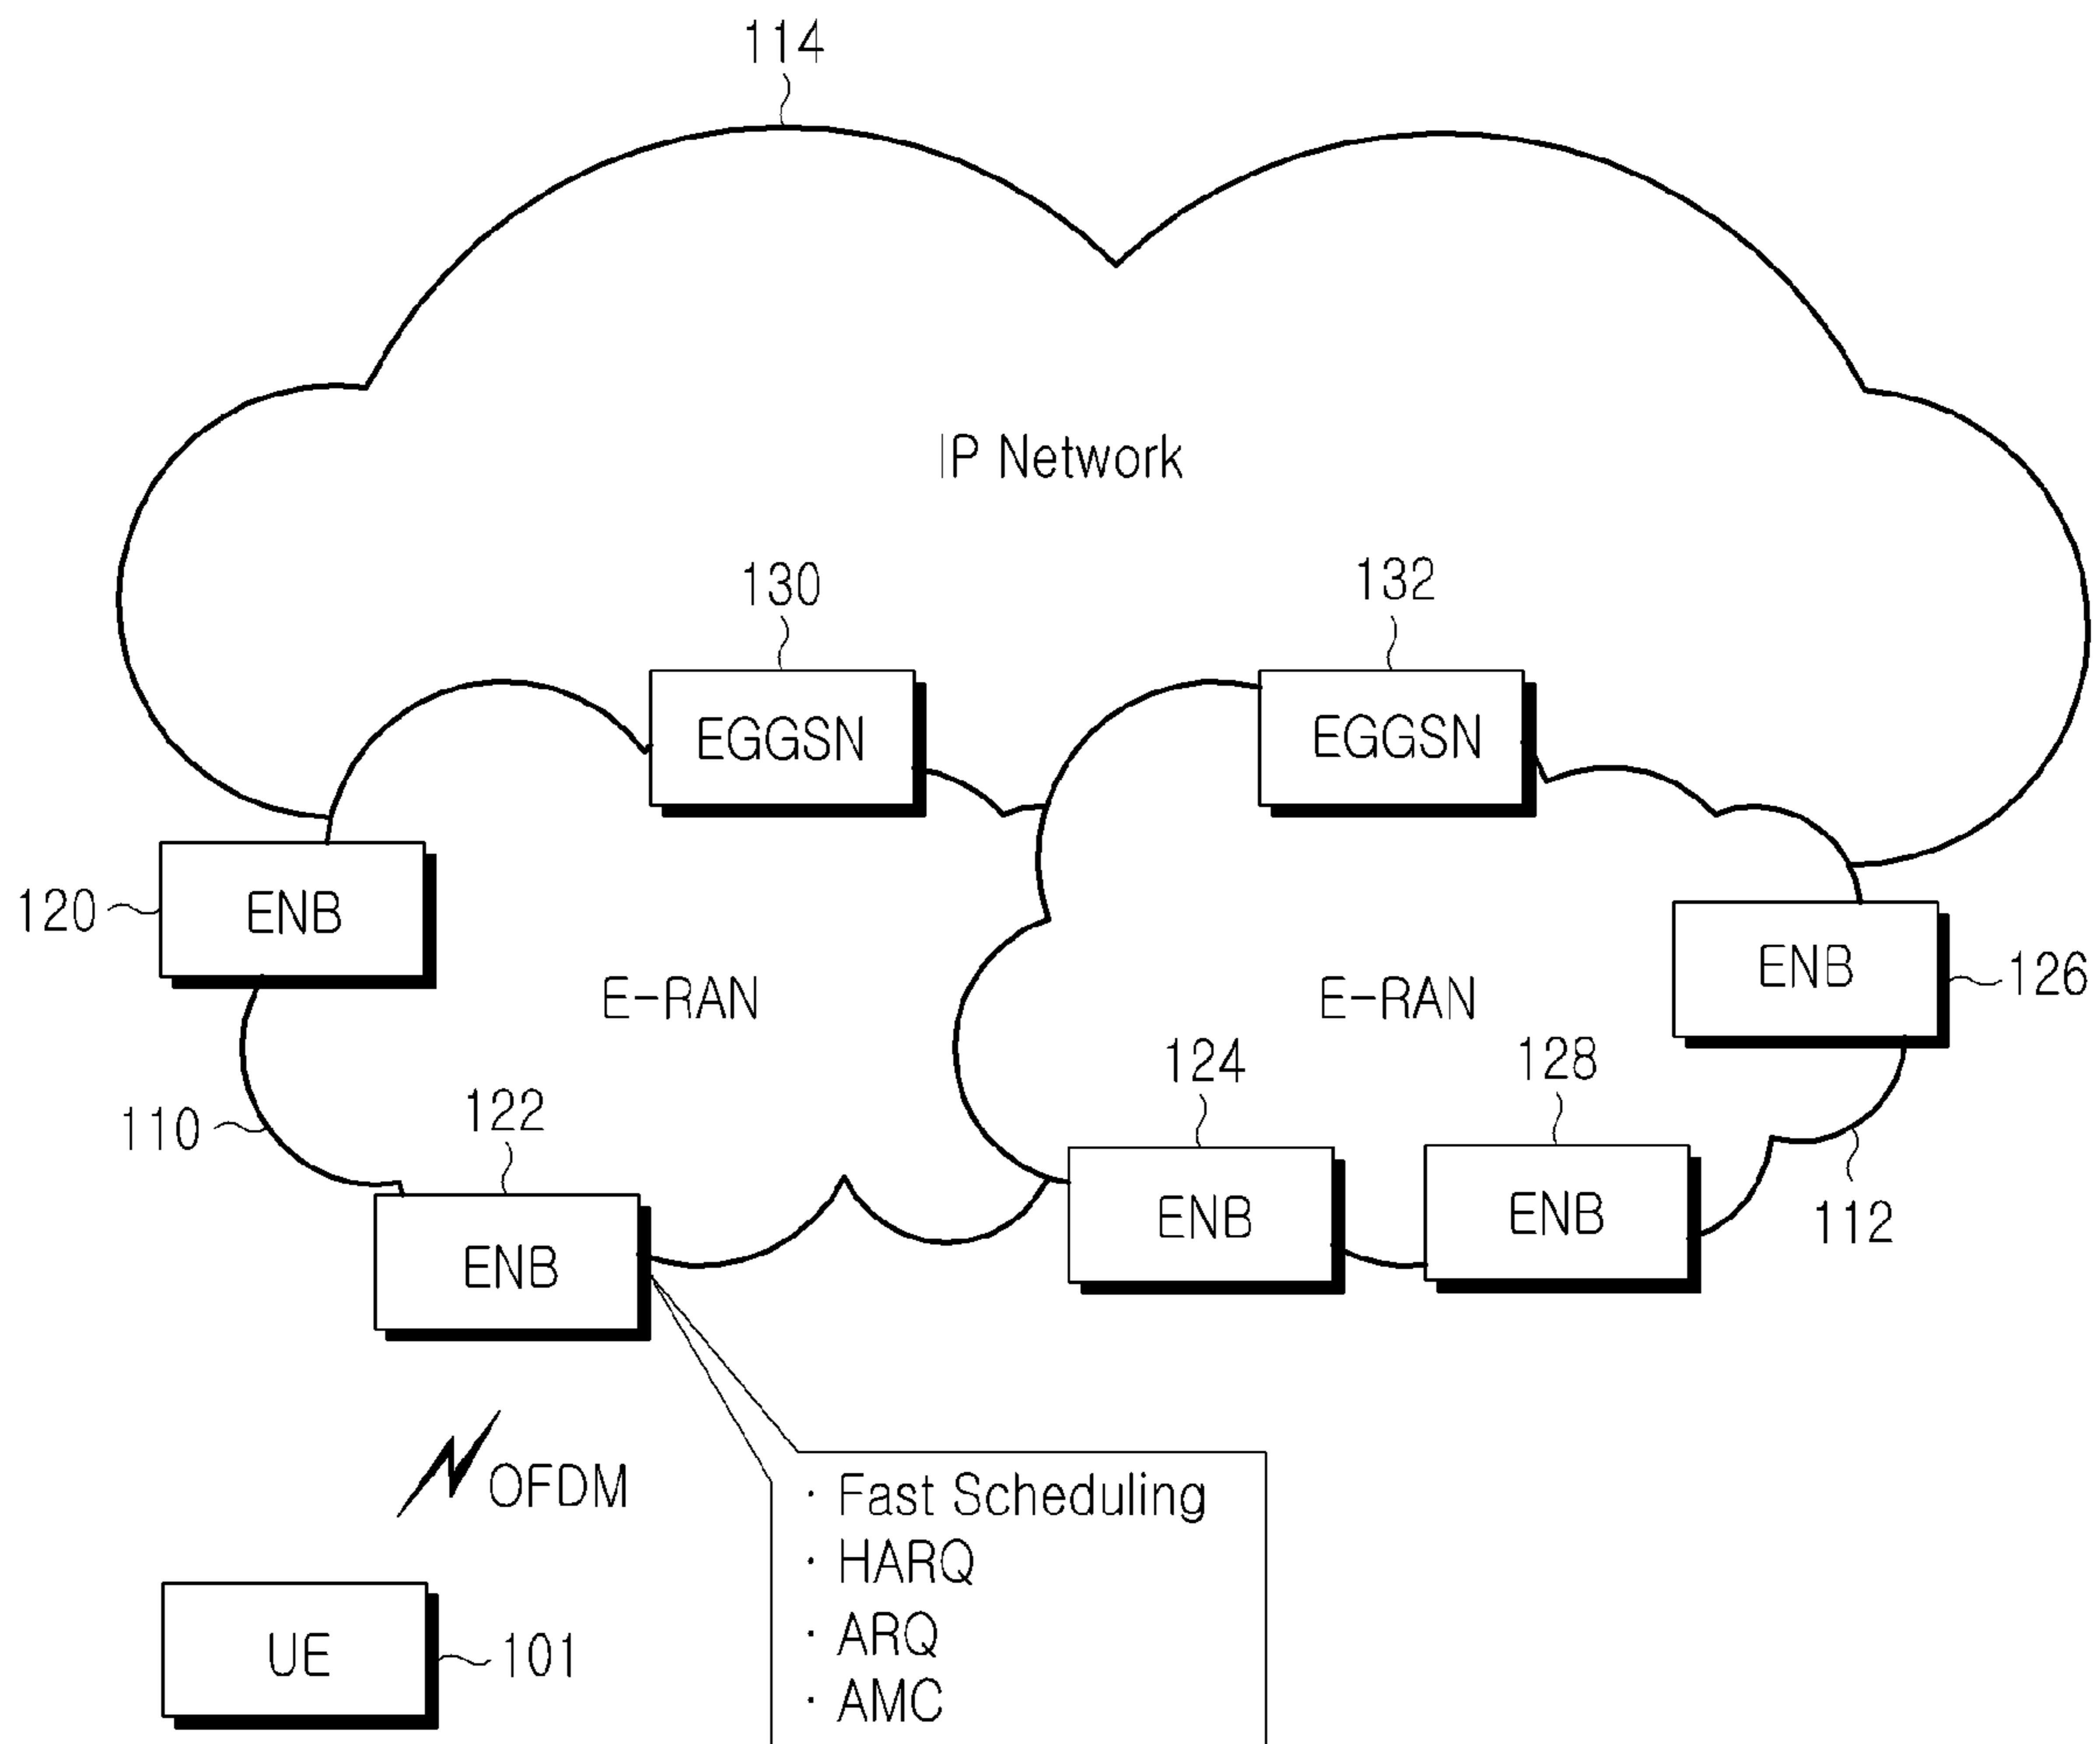 114
IP Network
130
132
EGGSN
EGGSN
120
ENB
ENB
126
E-RAN
E-RAN
124
128
110
122
ENB
ENB
112
ENB
OFDM
· Fast Scheduling
· HARQ
· ARQ
· AMC
UE
101